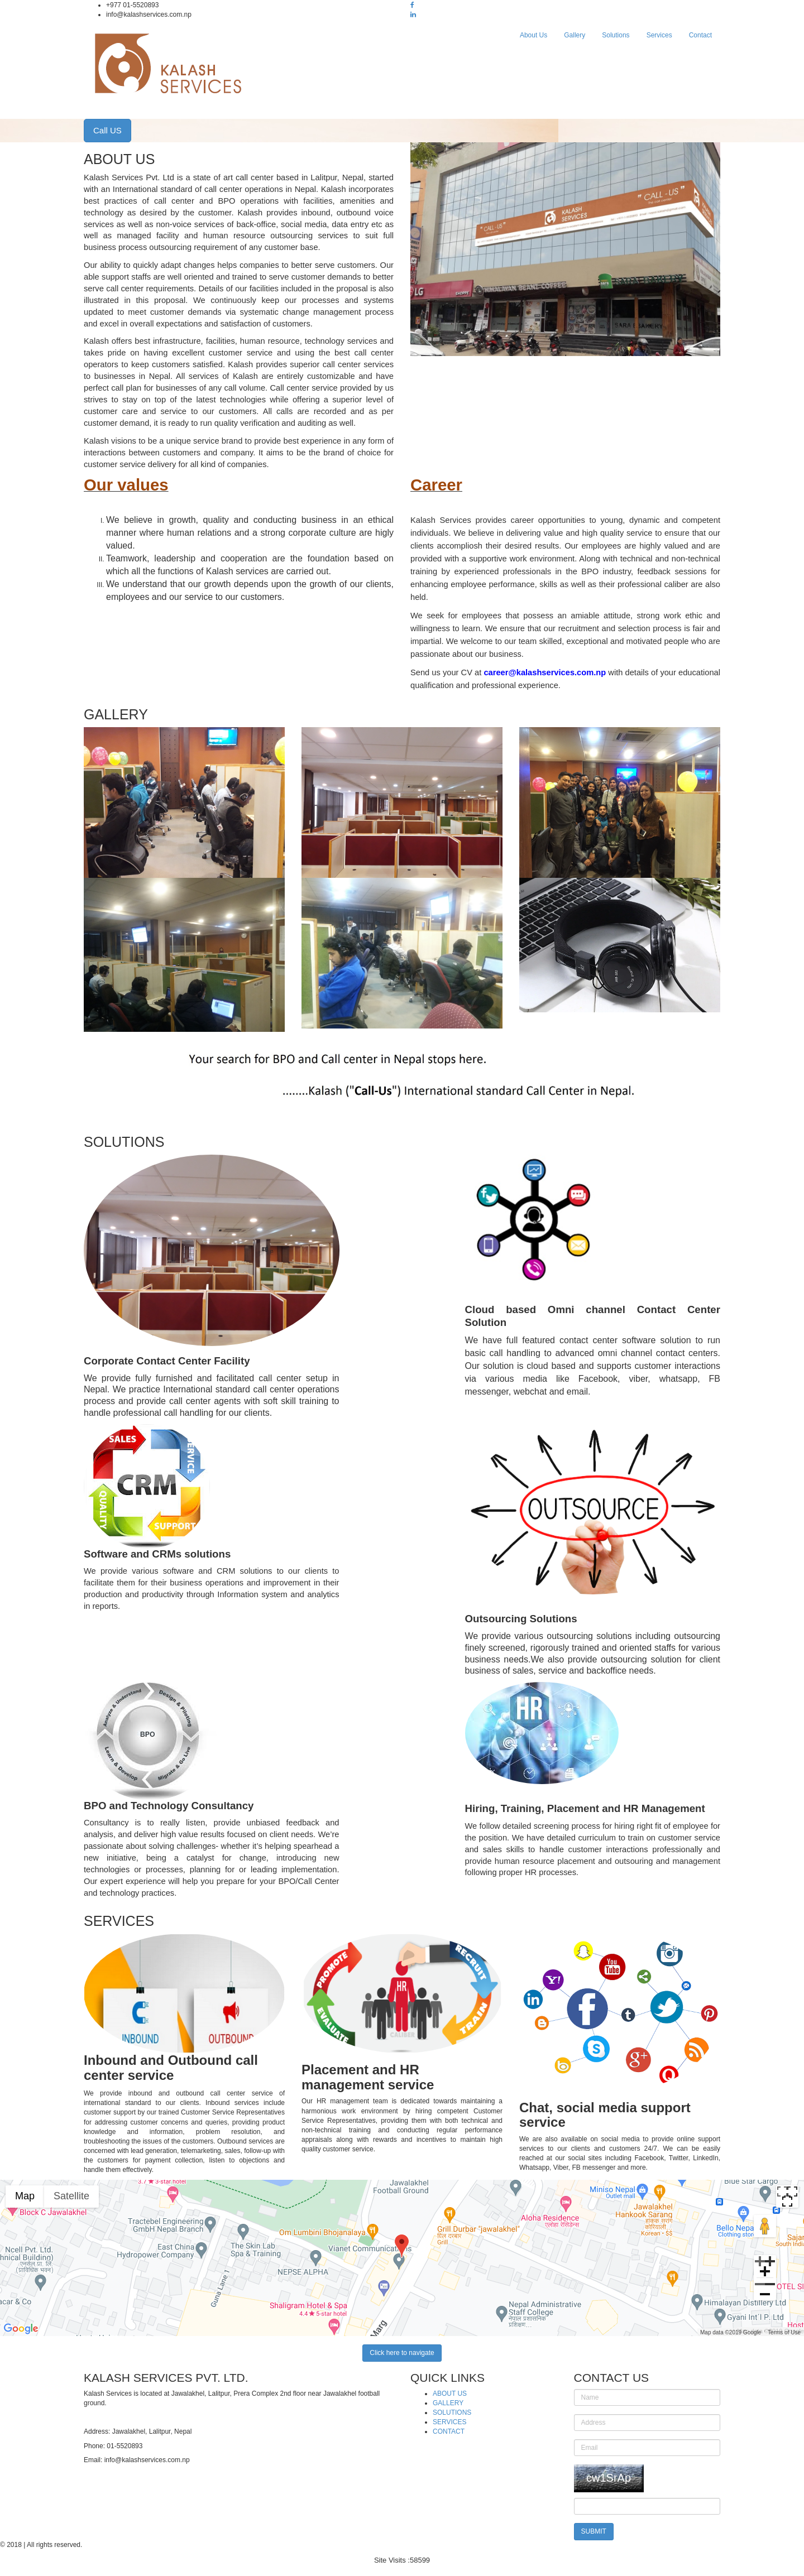 +977 01-5520893
info@kalashservices.com.np
KALASH
SERVICES
About Us
Gallery
Solutions
Services
Contact
Call US
ABOUT US
Kalash Services Pvt. Ltd is a state of art call center based in Lalitpur, Nepal, started
with an International standard of call center operations in Nepal. Kalash incorporates
best practices of call center and BPO operations with facilities, amenities and
technology as desired by the customer. Kalash provides inbound, outbound voice
services as well as non-voice services of back-office, social media, data entry etc as
well as managed facility and human resource outsourcing services to suit full
business process outsourcing requirement of any customer base.
Our ability to quickly adapt changes helps companies to better serve customers. Our
able support staffs are well oriented and trained to serve customer demands to better
serve call center requirements. Details of our facilities included in the proposal is also
illustrated in this proposal. We continuously keep our processes and systems
updated to meet customer demands via systematic change management process
and excel in overall expectations and satisfaction of customers.
Kalash offers best infrastructure, facilities, human resource, technology services and
takes pride on having excellent customer service and using the best call center
operators to keep customers satisfied. Kalash provides superior call center services
to businesses in Nepal. All services of Kalash are entirely customizable and have
perfect call plan for businesses of any call volume. Call center service provided by us
strives to stay on top of the latest technologies while offering a superior level of
customer care and service to our customers. All calls are recorded and as per
customer demand, it is ready to run quality verification and auditing as well.
Kalash visions to be a unique service brand to provide best experience in any form of
interactions between customers and company. It aims to be the brand of choice for
customer service delivery for all kind of companies.
"CALL-US"
KALASH
SERVICES
"CALL-US"
LG
HIMALAYAN BEANS COFFEE
Our values
I. We believe in growth, quality and conducting business in an ethical
manner where human relations and a strong corporate culture are higly
valued.
II. Teamwork, leadership and cooperation are the foundation based on
which all the functions of Kalash services are carried out.
III. We understand that our growth depends upon the growth of our clients,
employees and our service to our customers.
Career
Kalash Services provides career opportunities to young, dynamic and competent
individuals. We believe in delivering value and high quality service to ensure that our
clients accompliosh their desired results. Our employees are highly valued and are
provided with a supportive work environment. Along with technical and non-technical
training by experienced professionals in the BPO industry, feedback sessions for
enhancing employee performance, skills as well as their professional caliber are also
held.
We seek for employees that possess an amiable attitude, strong work ethic and
willingness to learn. We ensure that our recruitment and selection process is fair and
impartial. We welcome to our team skilled, exceptional and motivated people who are
passionate about our business.
Send us your CV at career@kalashservices.com.np with details of your educational
qualification and professional experience.
GALLERY
Your search for BPO and Call center in Nepal stops here.
........Kalash ("Call-Us") International standard Call Center in Nepal.
SOLUTIONS
Corporate Contact Center Facility
We provide fully furnished and facilitated call center setup in
Nepal. We practice International standard call center operations
process and provide call center agents with soft skill training to
handle professional call handling for our clients.
Cloud based Omni channel Contact Center
Solution
We have full featured contact center software solution to run
basic call handling to advanced omni channel contact centers.
Our solution is cloud based and supports customer interactions
via various media like Facebook, viber, whatsapp, FB
messenger, webchat and email.
SALES
SERVICE
CRM
QUALITY
SUPPORT
Software and CRMs solutions
We provide various software and CRM solutions to our clients to
facilitate them for their business operations and improvement in their
production and productivity through Information system and analytics
in reports.
OUTSOURCE
Outsourcing Solutions
We provide various outsourcing solutions including outsourcing
finely screened, rigorously trained and oriented staffs for various
business needs.We also provide outsourcing solution for client
business of sales, service and backoffice needs.
Analyze & Understand
Design & Piloting
BPO
Learn & Develop
Migrate & Go Live
BPO and Technology Consultancy
Consultancy is to really listen, provide unbiased feedback and
analysis, and deliver high value results focused on client needs. We're
passionate about solving challenges- whether it's helping spearhead a
new initiative, being a catalyst for change, introducing new
technologies or processes, planning for or leading implementation.
Our expert experience will help you prepare for your BPO/Call Center
and technology practices.
HR
Hiring, Training, Placement and HR Management
We follow detailed screening process for hiring right fit of employee for
the position. We have detailed curriculum to train on customer service
and sales skills to handle customer interactions professionally and
provide human resource placement and outsouring and management
following proper HR processes.
SERVICES
INBOUND
OUTBOUND
Inbound and Outbound call
center service
We provide inbound and outbound call center service of
international standard to our clients. Inbound services include
customer support by our trained Customer Service Representatives
for addressing customer concerns and queries, providing product
knowledge and information, problem resolution, and
troubleshooting the issues of the customers. Outbound services are
concerned with lead generation, telemarketing, sales, follow-up with
the customers for payment collection, listen to objections and
handle them effectively.
PROMOTE
RECRUIT
HR
EVALUATE
TRAIN
CALIBER
Placement and HR
management service
Our HR management team is dedicated towards maintaining a
harmonious work environment by hiring competent Customer
Service Representatives, providing them with both technical and
non-technical training and conducting regular performance
appraisals along with rewards and incentives to maintain high
quality customer service.
You
Tube
Chat, social media support
service
We are also available on social media to provide online support
services to our clients and customers 24/7. We can be easily
reached at our social sites including Facebook, Twitter, LinkedIn,
Whatsapp, Viber, FB messenger and more.
Map
Satellite
3.7★ 3-star hotel
Block C Jawalakhel
Tractebel Engineering
GmbH Nepal Branch
East China
Hydropower Company
The Skin Lab
Spa & Training
Om Lumbini Bhojanalaya
Vianet Communications
NEPSE ALPHA
Shaligram Hotel & Spa
4.4★ 5 star hotel
Guna Lane 1
Marg
Jawalakhel
Football Ground
Grill Durbar "jawalakhel"
Grill
Aloha Residence
Nepal Administrative
Staff College
Miniso Nepal
Outlet mall
Jawalakhel
Hankook Sarang
Korean • $$
Blue Star Cargo
Bello Nepal
Clothing store
Himalayan Distillery Ltd
Gyani Int l P. Ltd
Ncell Pvt. Ltd.
Google
Map data ©2019 Google
Terms of Use
Click here to navigate
KALASH SERVICES PVT. LTD.
Kalash Services is located at Jawalakhel, Lalitpur, Prera Complex 2nd floor near Jawalakhel football
ground.
Address: Jawalakhel, Lalitpur, Nepal
Phone: 01-5520893
Email: info@kalashservices.com.np
QUICK LINKS
ABOUT US
GALLERY
SOLUTIONS
SERVICES
CONTACT
CONTACT US
Name
Address
Email
cw1SrAp
SUBMIT
© 2018 | All rights reserved.
Site Visits :58599